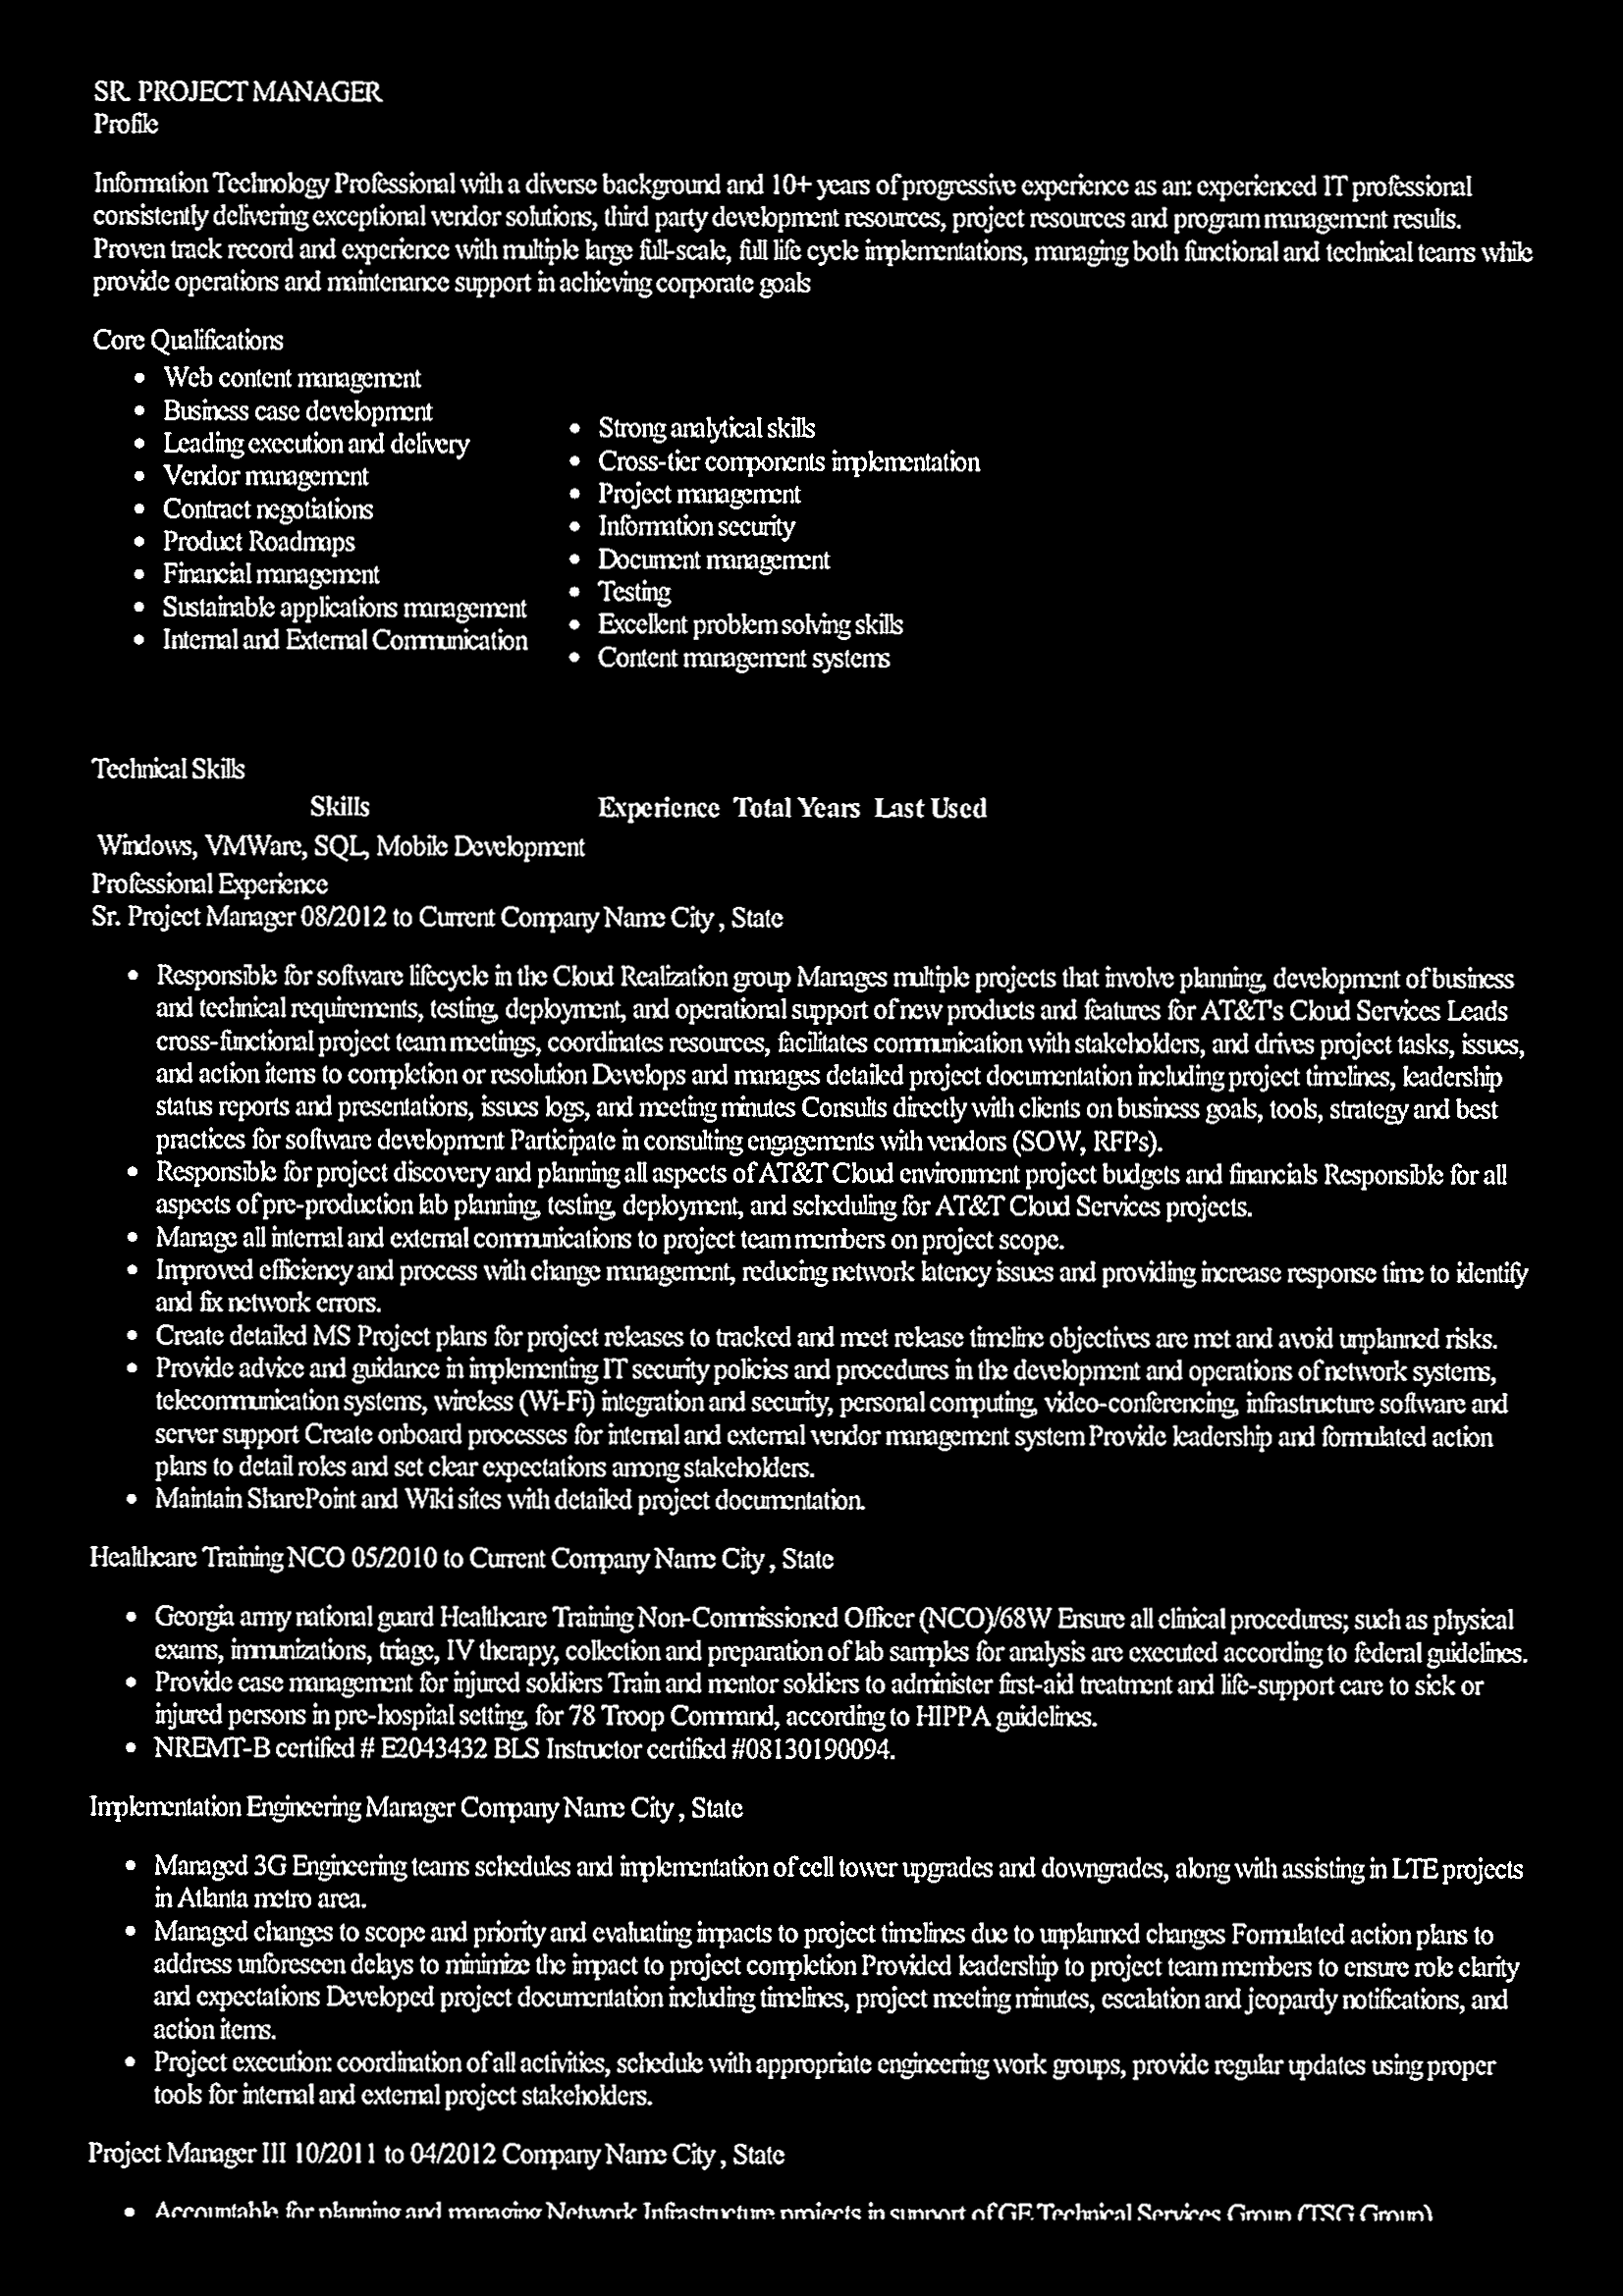 SR. PROJECT MANAGER
Profile
Information Technology Professional with a diverse background and 10+ years of progressive experience as an: experienced IT professional
consistently delivering exceptional vendor solutions, third party development resources, project resources and program management results.
Proven track record and experience with multiple large full-scale, full life cycle implementations, managing both functional and technical teams while
provide operations and maintenance support in achieving corporate goals
Core Qualifications
• Web content management
• Business case development
• Leading execution and delivery
• Vendor management
• Contract negotiations
• Product Roadmaps
• Financial management
• Sustainable applications management
• Internal and External Communication
• Strong analytical skills
• Cross-tier components implementation
• Project management
• Information security
• Document management
• Testing
• Excellent problem solving skills
• Content management systems
Technical Skills
Skills Experience Total Years Last Used
Windows, VMWare, SQL, Mobile Development
Professional Experience
Sr. Project Manager 08/2012 to Current Company Name City , State
• Responsible for software lifecycle in the Cloud Realization group Manages multiple projects that involve planning, development of business
and technical requirements, testing, deployment, and operational support of new products and features for AT&T's Cloud Services Leads
cross-functional project team meetings, coordinates resources, facilitates communication with stakeholders, and drives project tasks, issues,
and action items to completion or resolution Develops and manages detailed project documentation including project timelines, leadership
status reports and presentations, issues logs, and meeting minutes Consults directly with clients on business goals, tools, strategy and best
practices for software development Participate in consulting engagements with vendors (SOW, RFPs).
• Responsible for project discovery and planning all aspects of AT&T Cloud environment project budgets and financials Responsible for all
aspects of pre-production lab planning, testing, deployment, and scheduling for AT&T Cloud Services projects.
• Manage all internal and external communications to project team members on project scope.
• Improved efficiency and process with change management, reducing network latency issues and providing increase response time to identify
and fix network errors.
• Create detailed MS Project plans for project releases to tracked and meet release timeline objectives are met and avoid unplanned risks.
• Provide advice and guidance in implementing IT security policies and procedures in the development and operations of network systems,
telecommunication systems, wireless (Wi-Fi) integration and security, personal computing, video-conferencing, infrastructure software and
server support Create onboard processes for internal and external vendor management system Provide leadership and formulated action
plans to detail roles and set clear expectations among stakeholders.
• Maintain SharePoint and Wiki sites with detailed project documentation.
Healthcare Training NCO 05/2010 to Current Company Name City , State
• Georgia army national guard Healthcare Training Non-Commissioned Officer (NCO)/68W Ensure all clinical procedures; such as physical
exams, immunizations, triage, IV therapy, collection and preparation of lab samples for analysis are executed according to federal guidelines.
• Provide case management for injured soldiers Train and mentor soldiers to administer first-aid treatment and life-support care to sick or
injured persons in pre-hospital setting, for 78 Troop Command, according to HIPPA guidelines.
• NREMT-B certified # E2043432 BLS Instructor certified #08130190094.
Implementation Engineering Manager Company Name City , State
• Managed 3G Engineering teams schedules and implementation of cell tower upgrades and downgrades, along with assisting in LTE projects
in Atlanta metro area.
• Managed changes to scope and priority and evaluating impacts to project timelines due to unplanned changes Formulated action plans to
address unforeseen delays to minimize the impact to project completion Provided leadership to project team members to ensure role clarity
and expectations Developed project documentation including timelines, project meeting minutes, escalation and jeopardy notifications, and
action items.
• Project execution: coordination of all activities, schedule with appropriate engineering work groups, provide regular updates using proper
tools for internal and external project stakeholders.
Project Manager III 10/2011 to 04/2012 Company Name City , State
• Accountable for planning and managing Network Infrastructure projects in support of GE Technical Services Group (TSG Group)